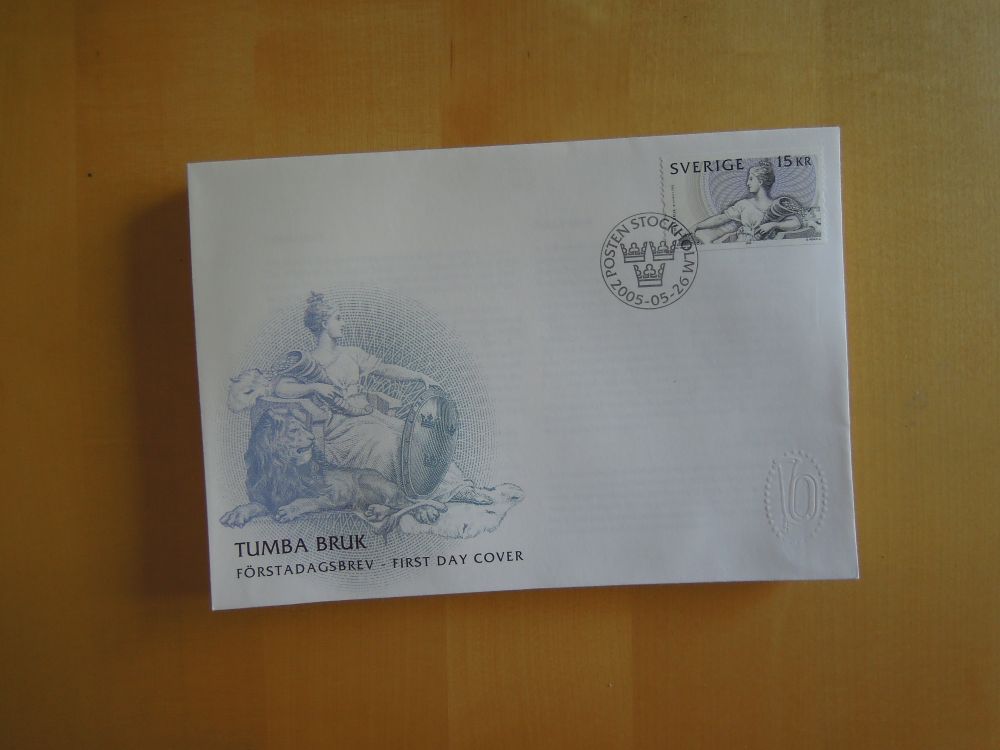 SVERIGE 15 KR
POSTEN STOCKHOLM
2005-05-26
TUMBA BRUK
FÖRSTADAGSBREV - FIRST DAY COVER